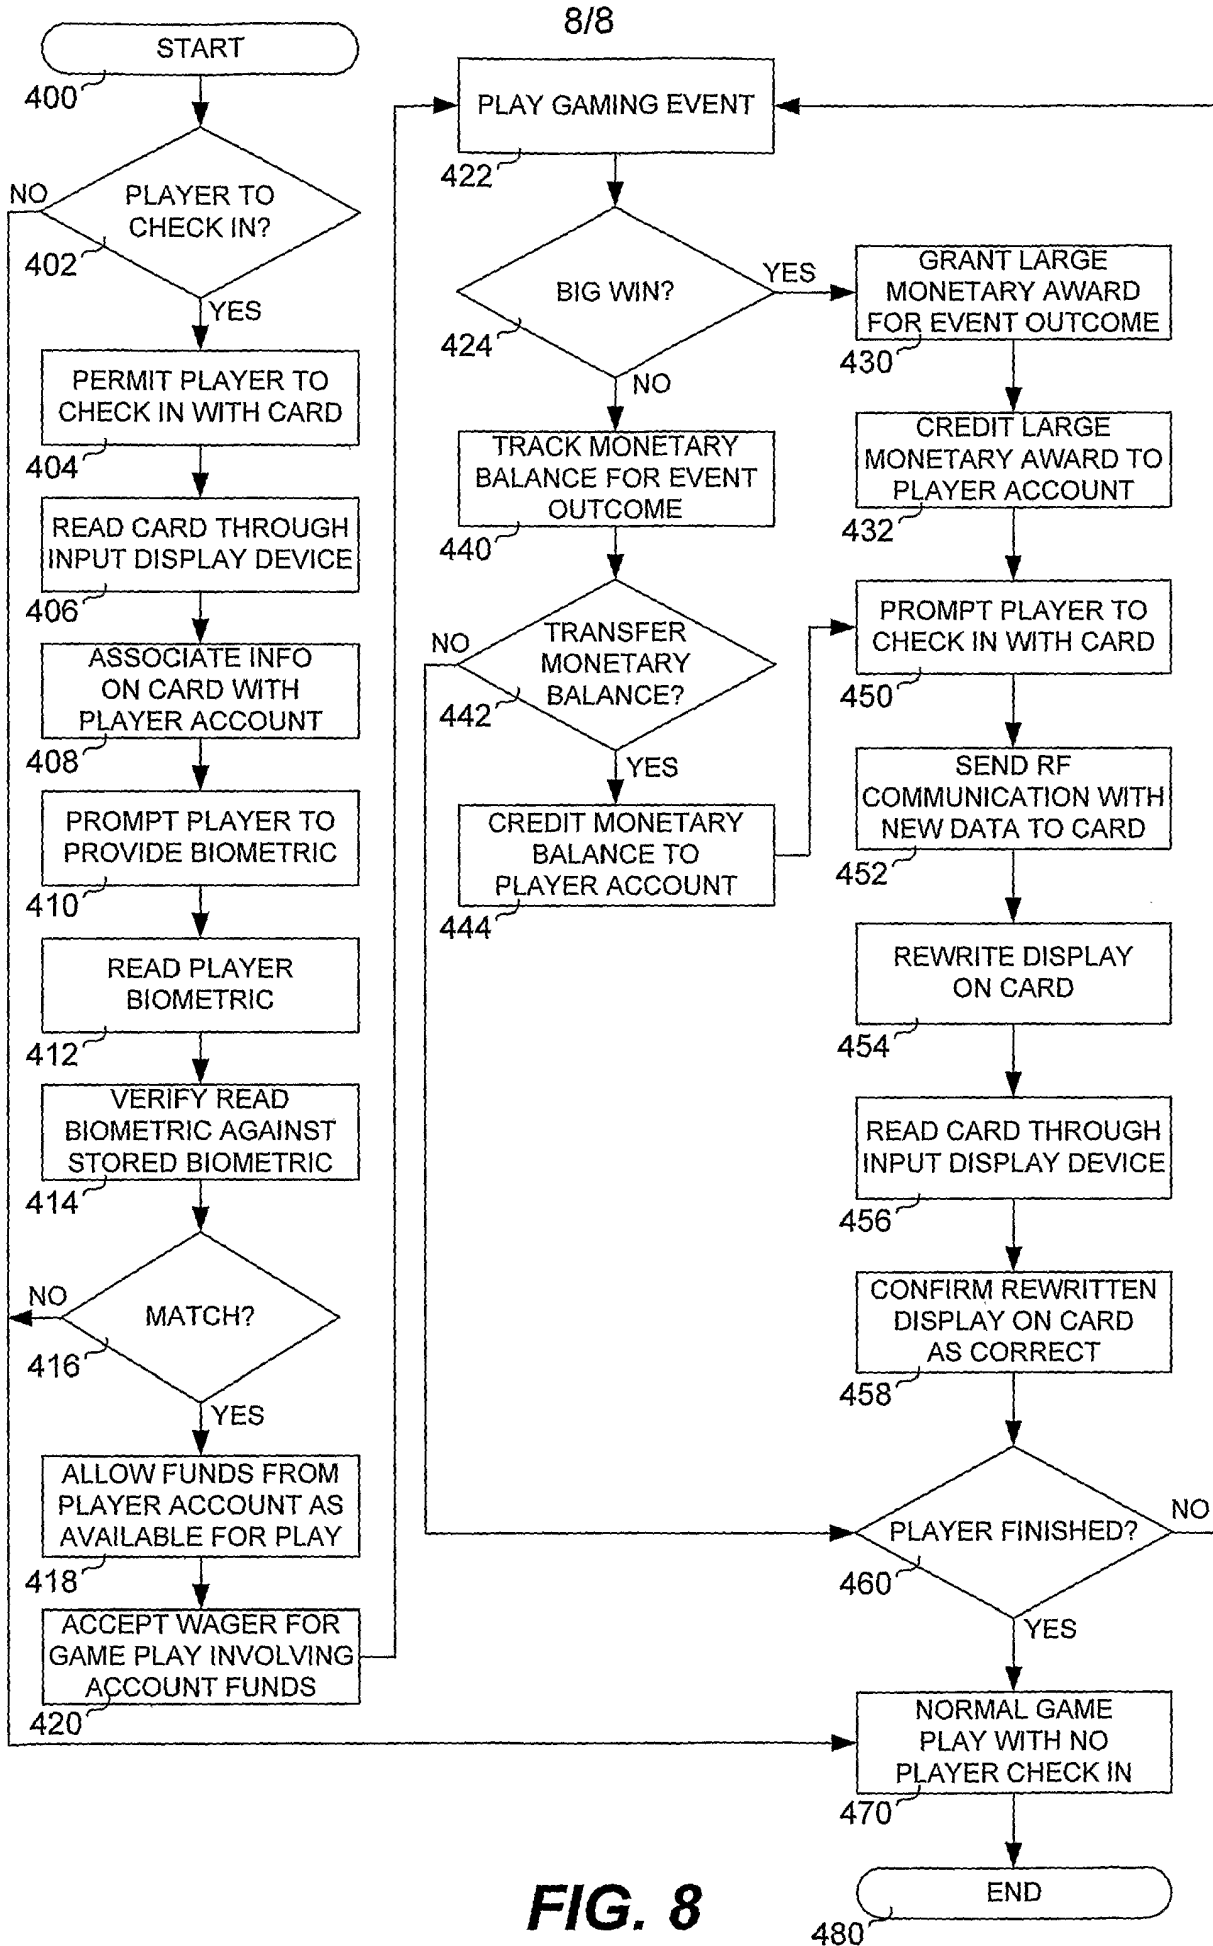 8/8
START
400
PLAYER TO
CHECK IN?
NO
402
YES
PERMIT PLAYER TO
CHECK IN WITH CARD
404
READ CARD THROUGH
INPUT DISPLAY DEVICE
406
ASSOCIATE INFO
ON CARD WITH
PLAYER ACCOUNT
408
PROMPT PLAYER TO
PROVIDE BIOMETRIC
410
READ PLAYER
BIOMETRIC
412
VERIFY READ
BIOMETRIC AGAINST
STORED BIOMETRIC
414
NO
MATCH?
416
YES
ALLOW FUNDS FROM
PLAYER ACCOUNT AS
AVAILABLE FOR PLAY
418
ACCEPT WAGER FOR
GAME PLAY INVOLVING
ACCOUNT FUNDS
420
PLAY GAMING EVENT
422
BIG WIN?
YES
424
NO
TRACK MONETARY
BALANCE FOR EVENT
OUTCOME
440
NO
TRANSFER
MONETARY
BALANCE?
442
YES
CREDIT MONETARY
BALANCE TO
PLAYER ACCOUNT
444
GRANT LARGE
MONETARY AWARD
FOR EVENT OUTCOME
430
CREDIT LARGE
MONETARY AWARD TO
PLAYER ACCOUNT
432
PROMPT PLAYER TO
CHECK IN WITH CARD
450
SEND RF
COMMUNICATION WITH
NEW DATA TO CARD
452
REWRITE DISPLAY
ON CARD
454
READ CARD THROUGH
INPUT DISPLAY DEVICE
456
CONFIRM REWRITTEN
DISPLAY ON CARD
AS CORRECT
458
PLAYER FINISHED?
NO
460
YES
NORMAL GAME
PLAY WITH NO
PLAYER CHECK IN
470
END
480
FIG. 8